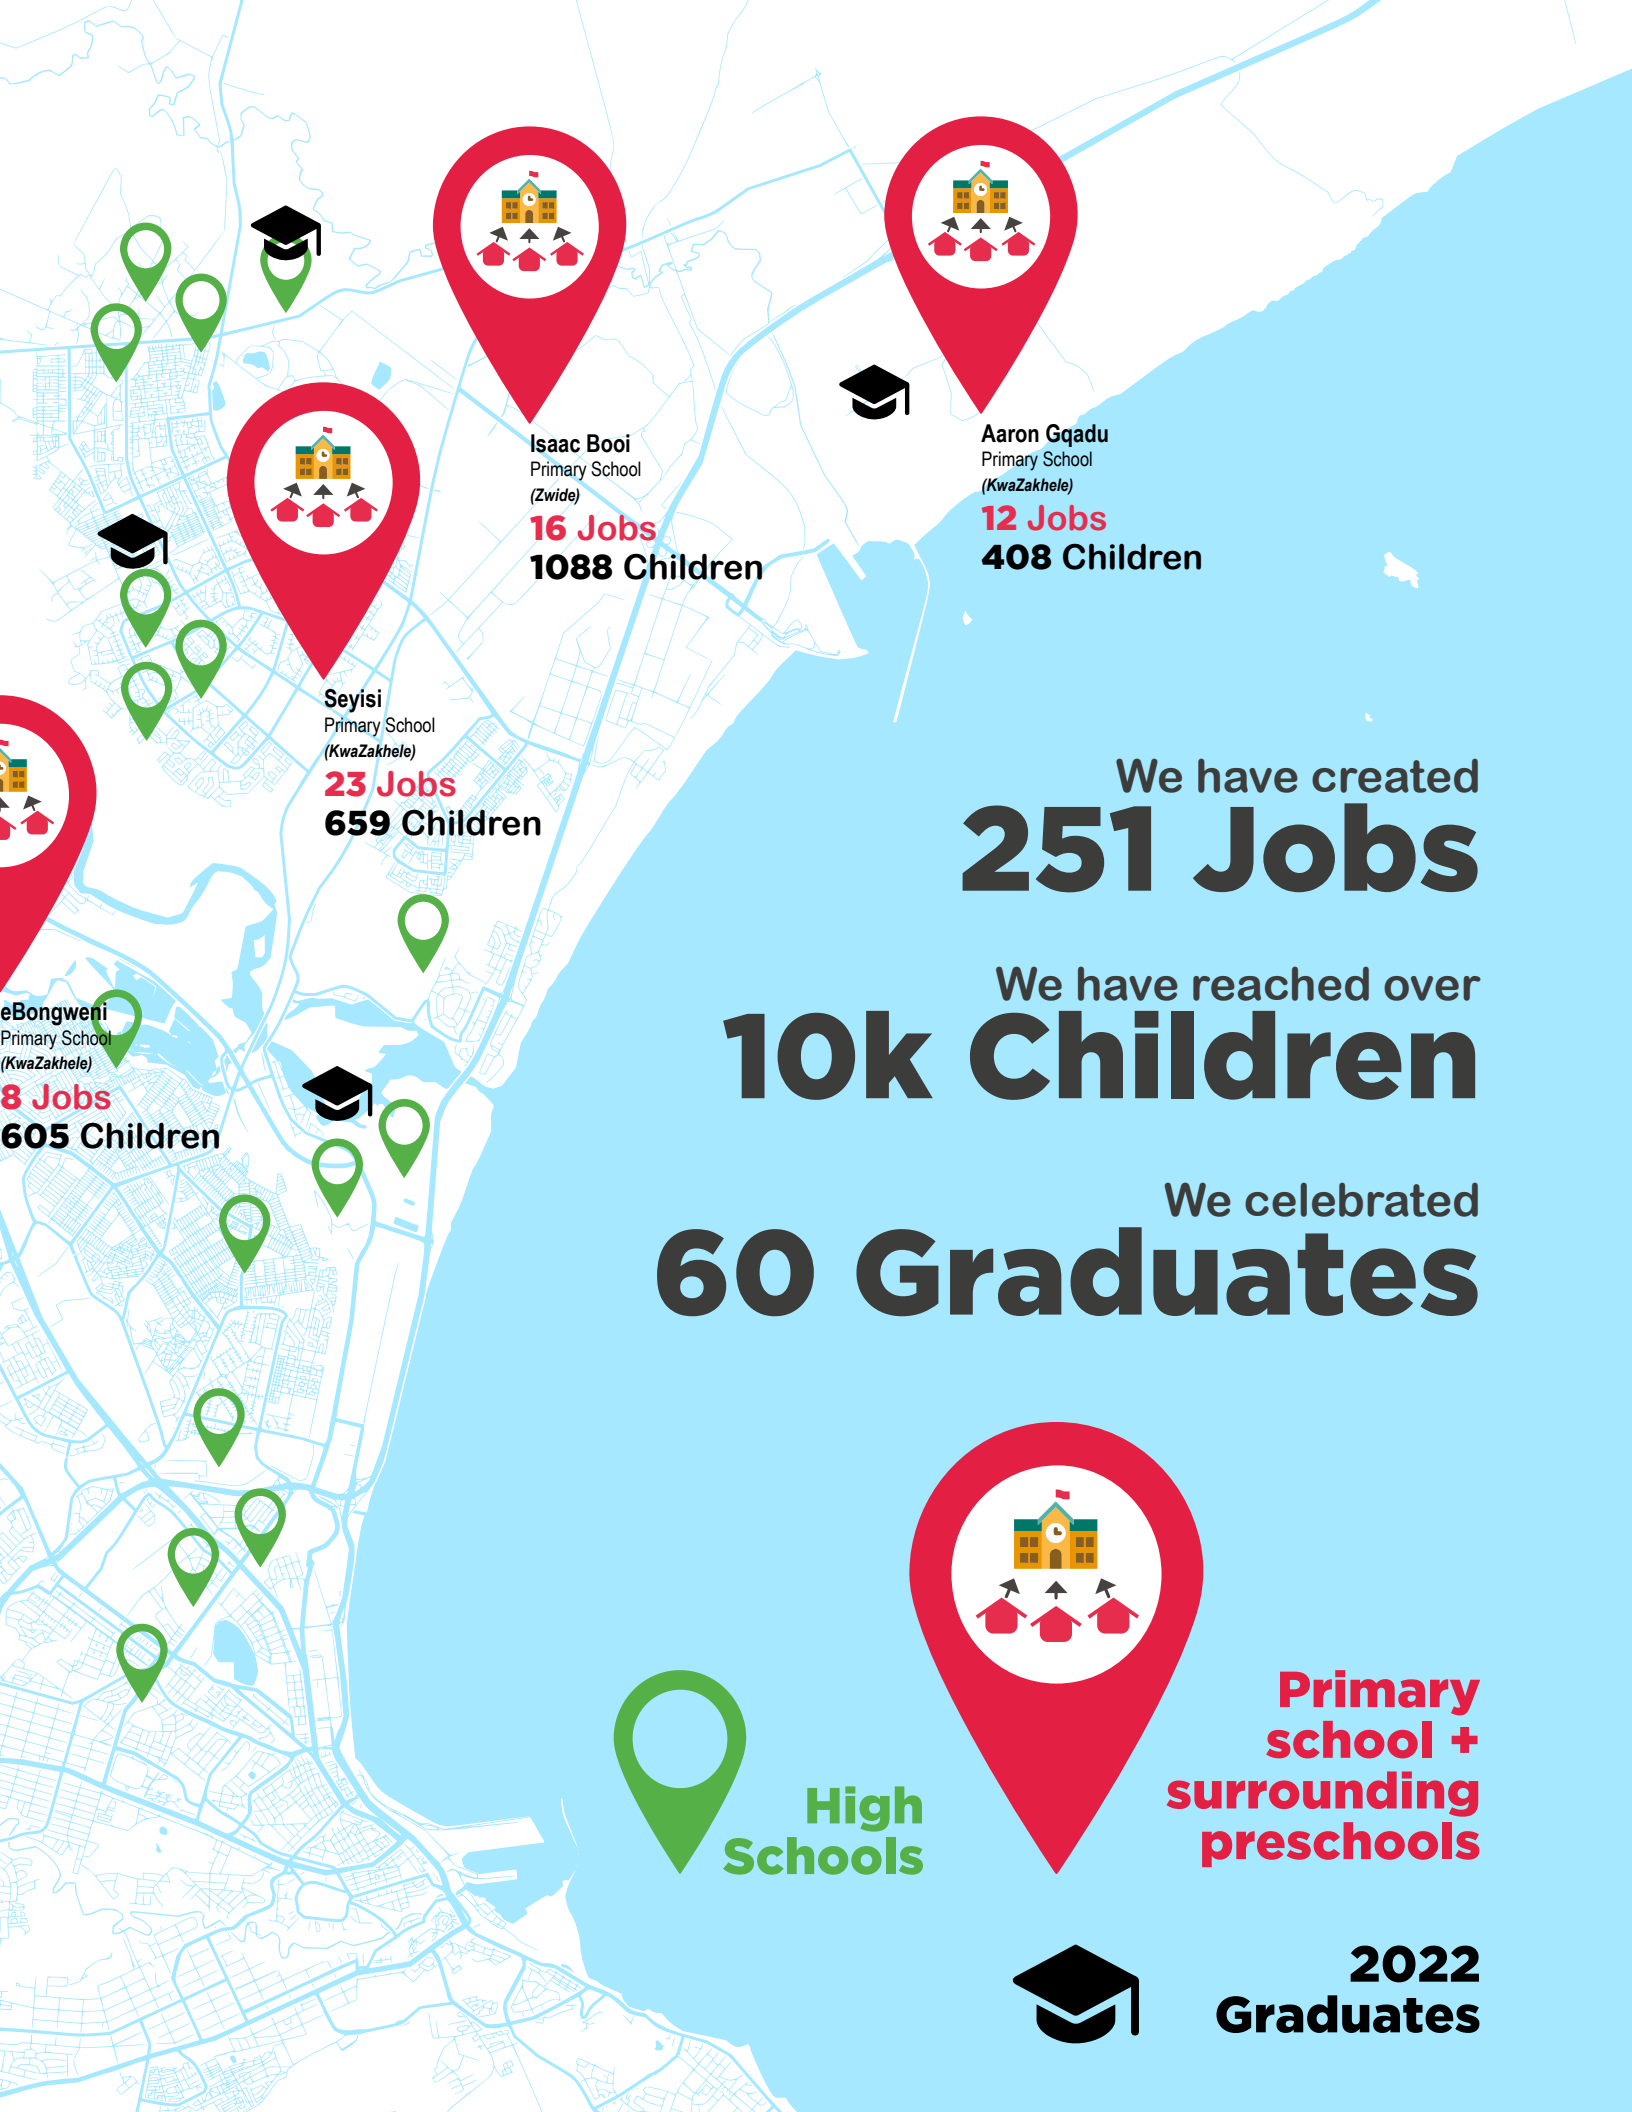 Isaac Booi
Primary School
(Zwide)
16 Jobs
1088 Children
Aaron Gqadu
Primary School
(KwaZakhele)
12 Jobs
408 Children
Seyisi
Primary School
(KwaZakhele)
23 Jobs
659 Children
eBongweni
Primary School
(KwaZakhele)
8 Jobs
605 Children
We have created
251 Jobs
We have reached over
10k Children
We celebrated
60 Graduates
High
Schools
Primary
school +
surrounding
preschools
2022
Graduates